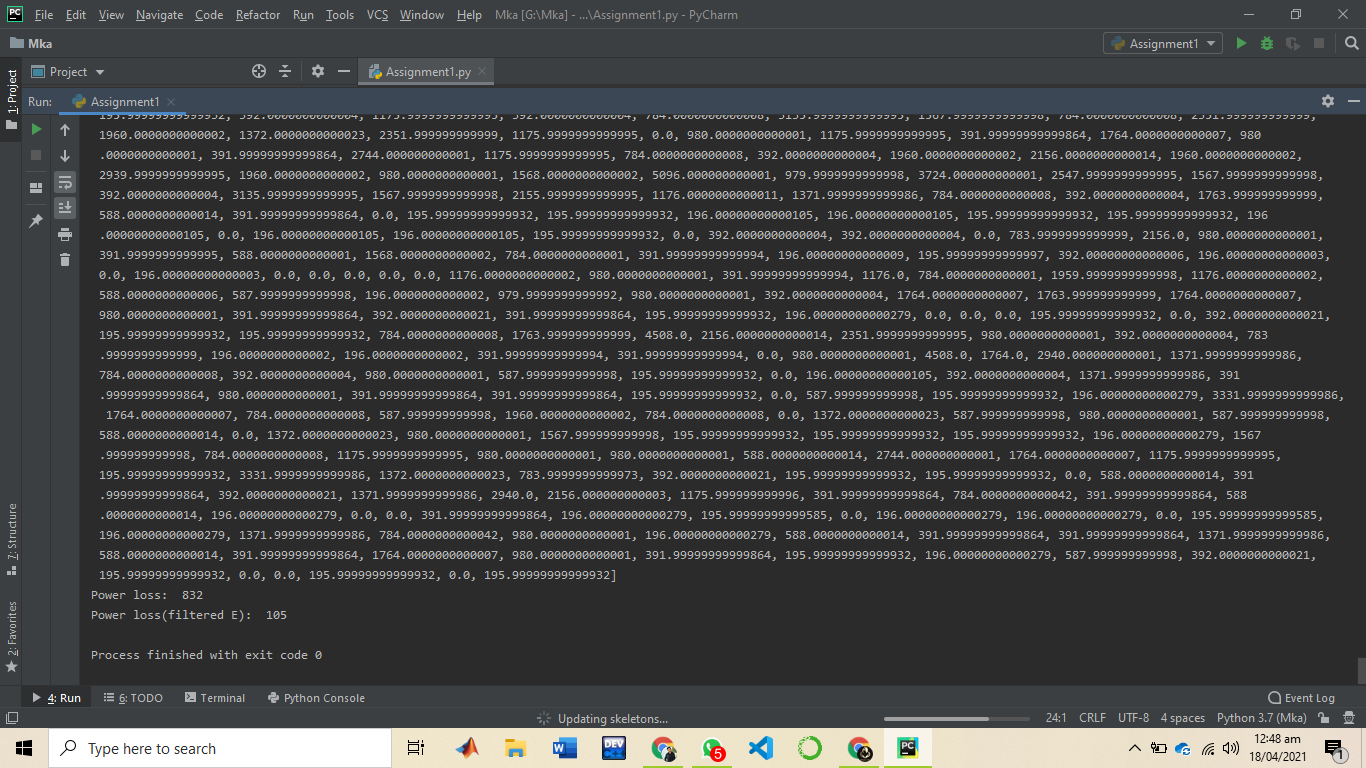 File Edit View Navigate Code Refactor Run Tools VCS Window Help Mka [G:\Mka] - ...\Assignment1.py - PyCharm
Mka
Assignment1
1: Project
Project
Assignment1.py
Run: Assignment1
1960.0000000000002, 1372.0000000000023, 2351.999999999999, 1175.9999999999995, 0.0, 980.0000000000001, 1175.9999999999995, 391.99999999999864, 1764.0000000000007, 980
.0000000000001, 391.99999999999864, 2744.000000000001, 1175.9999999999995, 784.0000000000008, 392.0000000000004, 1960.0000000000002, 2156.0000000000014, 1960.0000000000002,
2939.9999999999995, 1960.0000000000002, 980.0000000000001, 1568.0000000000002, 5096.000000000001, 979.9999999999998, 3724.000000000001, 2547.9999999999995, 1567.9999999999998,
392.0000000000004, 3135.9999999999995, 1567.9999999999998, 2155.9999999999995, 1176.0000000000011, 1371.9999999999986, 784.0000000000008, 392.0000000000004, 1763.999999999999,
588.0000000000014, 391.99999999999864, 0.0, 195.99999999999932, 195.99999999999932, 196.00000000000105, 196.00000000000105, 195.99999999999932, 195.99999999999932, 196
.00000000000105, 0.0, 196.00000000000105, 196.00000000000105, 195.99999999999932, 0.0, 392.0000000000004, 392.0000000000004, 0.0, 783.999999999999, 2156.0, 980.0000000000001,
391.99999999999995, 588.0000000000001, 1568.0000000000002, 784.0000000000001, 391.99999999999994, 196.00000000000009, 195.99999999999997, 392.00000000000006, 196.00000000000003,
0.0, 196.00000000000003, 0.0, 0.0, 0.0, 0.0, 0.0, 1176.0000000000002, 980.0000000000001, 391.99999999999994, 1176.0, 784.0000000000001, 1959.9999999999998, 1176.0000000000002,
588.0000000000006, 587.9999999999998, 196.0000000000002, 979.9999999999992, 980.0000000000001, 392.0000000000004, 1764.0000000000007, 1763.999999999999, 1764.0000000000007,
980.0000000000001, 391.99999999999864, 392.0000000000021, 391.99999999999864, 195.99999999999932, 196.00000000000279, 0.0, 0.0, 0.0, 195.99999999999932, 0.0, 392.0000000000021,
195.99999999999932, 195.99999999999932, 784.0000000000008, 1763.999999999999, 4508.0, 2156.0000000000014, 2351.9999999999995, 980.0000000000001, 392.0000000000004, 783
.999999999999, 196.0000000000002, 196.0000000000002, 391.99999999999994, 391.99999999999994, 0.0, 980.0000000000001, 4508.0, 1764.0, 2940.000000000001, 1371.9999999999986,
784.0000000000008, 392.0000000000004, 980.0000000000001, 587.9999999999998, 195.99999999999932, 0.0, 196.00000000000105, 392.0000000000004, 1371.9999999999986, 391
.99999999999864, 980.0000000000001, 391.99999999999864, 391.99999999999864, 195.99999999999932, 0.0, 587.9999999999998, 195.99999999999932, 196.00000000000279, 3331.9999999999986,
1764.0000000000007, 784.0000000000008, 587.9999999999998, 1960.0000000000002, 784.0000000000008, 0.0, 1372.0000000000023, 587.9999999999998, 980.0000000000001, 587.9999999999998,
588.0000000000014, 0.0, 1372.0000000000023, 980.0000000000001, 1567.9999999999998, 195.99999999999932, 195.99999999999932, 195.99999999999932, 196.00000000000279, 1567
.9999999999998, 784.0000000000008, 1175.9999999999995, 980.0000000000001, 980.0000000000001, 588.0000000000014, 2744.000000000001, 1764.0000000000007, 1175.9999999999995,
195.99999999999932, 3331.9999999999986, 1372.0000000000023, 783.9999999999973, 392.0000000000021, 195.99999999999932, 195.99999999999932, 0.0, 588.0000000000014, 391
.99999999999864, 392.0000000000021, 1371.9999999999986, 2940.0, 2156.000000000003, 1175.9999999999996, 391.99999999999864, 784.0000000000042, 391.99999999999864, 588
.0000000000014, 196.00000000000279, 0.0, 0.0, 391.99999999999864, 196.00000000000279, 195.99999999999585, 0.0, 196.00000000000279, 196.00000000000279, 0.0, 195.99999999999585,
196.00000000000279, 1371.9999999999986, 784.0000000000042, 980.0000000000001, 196.00000000000279, 588.0000000000014, 391.99999999999864, 391.99999999999864, 1371.9999999999986,
588.0000000000014, 391.99999999999864, 1764.0000000000007, 980.0000000000001, 391.99999999999864, 195.99999999999932, 196.00000000000279, 587.9999999999998, 392.0000000000021,
195.99999999999932, 0.0, 0.0, 195.99999999999932, 0.0, 195.99999999999932]
Power loss: 832
Power loss(filtered E): 105
Process finished with exit code 0
7: Structure
2: Favorites
4: Run 6: TODO Terminal Python Console Event Log
Updating skeletons... 24:1 CRLF UTF-8 4 spaces Python 3.7 (Mka)
Type here to search
DEV
5
PC
12:48 am
18/04/2021
1